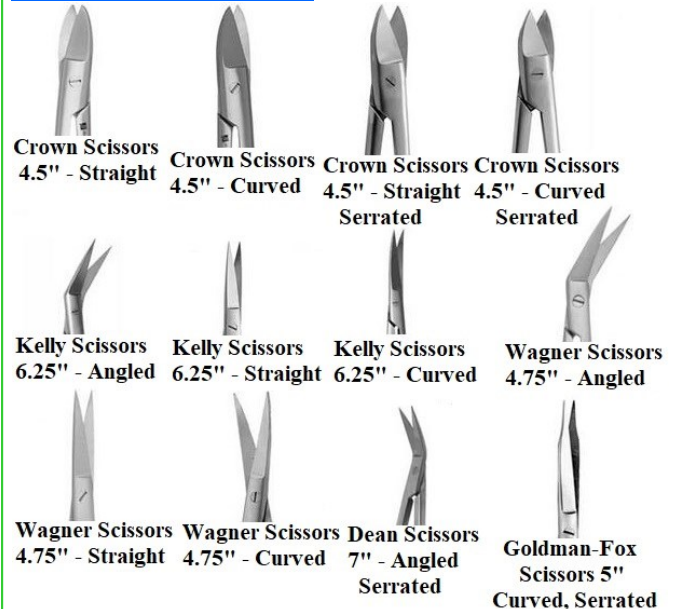 Crown Scissors
4.5" - Straight
Crown Scissors
4.5" - Curved
Crown Scissors
4.5" - Straight
Serrated
Crown Scissors
4.5" - Curved
Serrated
Kelly Scissors
6.25" - Angled
Kelly Scissors
6.25" - Straight
Kelly Scissors
6.25" - Curved
Wagner Scissors
4.75" - Angled
Wagner Scissors
4.75" - Straight
Wagner Scissors
4.75" - Curved
Dean Scissors
7" - Angled
Serrated
Goldman-Fox
Scissors 5"
Curved, Serrated